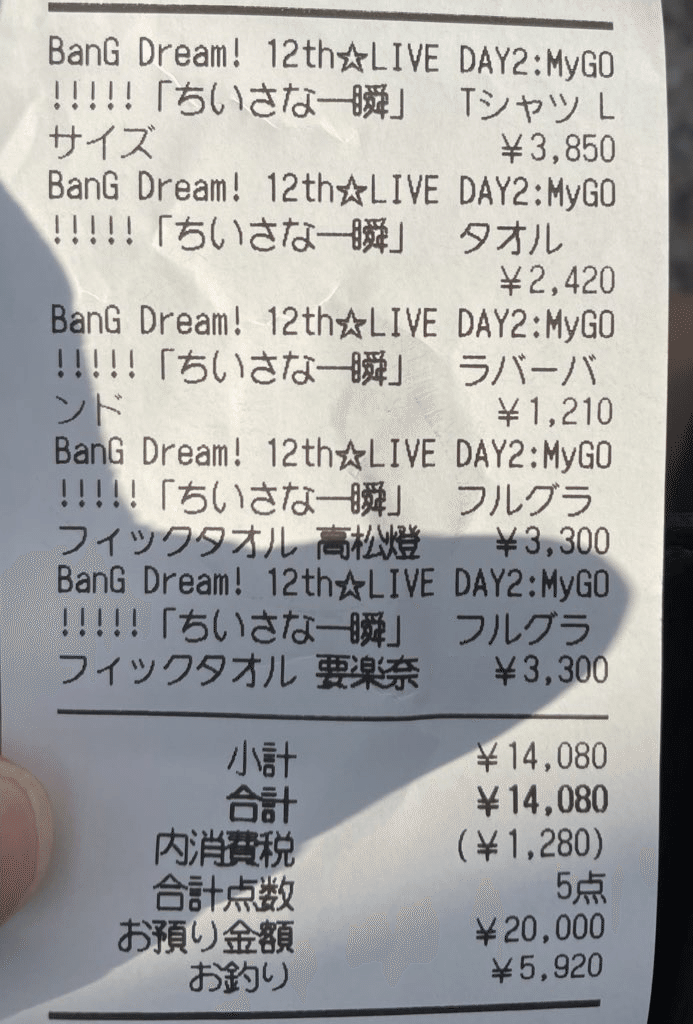 BanG Dream! 12th☆LIVE DAY2:MyGO
!!!!!「ちいさな一瞬」　Tシャツ L
サイズ ¥3,850
BanG Dream! 12th☆LIVE DAY2:MyGO
!!!!!「ちいさな一瞬」　タオル
¥2,420
BanG Dream! 12th☆LIVE DAY2:MyGO
!!!!!「ちいさな一瞬」　ラバーバ
ンド ¥1,210
BanG Dream! 12th☆LIVE DAY2:MyGO
!!!!!「ちいさな一瞬」　フルグラ
フィックタオル 高松燈 ¥3,300
BanG Dream! 12th☆LIVE DAY2:MyGO
!!!!!「ちいさな一瞬」　フルグラ
フィックタオル 要楽奈 ¥3,300
小計 ¥14,080
合計 ¥14,080
内消費税 (¥1,280)
合計点数 5点
お預り金額 ¥20,000
お釣り ¥5,920